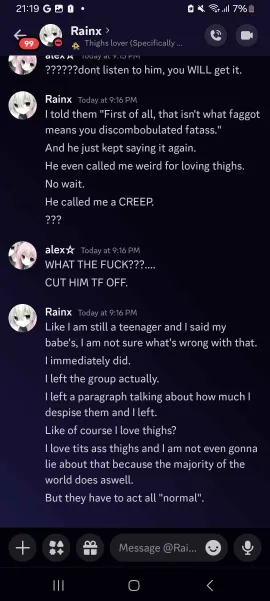 21:19
7%
Rainx
99
Thighs lover (Specifically ...
alex☆ Today at 9:15 PM
??????dont listen to him, you WILL get it.
Rainx Today at 9:16 PM
I told them "First of all, that isn't what faggot
means you discombobulated fatass."
And he just kept saying it again.
He even called me weird for loving thighs.
No wait.
He called me a CREEP.
???
alex☆ Today at 9:16 PM
WHAT THE FUCK???....
CUT HIM TF OFF.
Rainx Today at 9:16 PM
Like I am still a teenager and I said my
babe's, I am not sure what's wrong with that.
I immediately did.
I left the group actually.
I left a paragraph talking about how much I
despise them and I left.
Like of course I love thighs?
I love tits ass thighs and I am not even gonna
lie about that because the majority of the
world does aswell.
But they have to act all "normal".
Message @Rai...